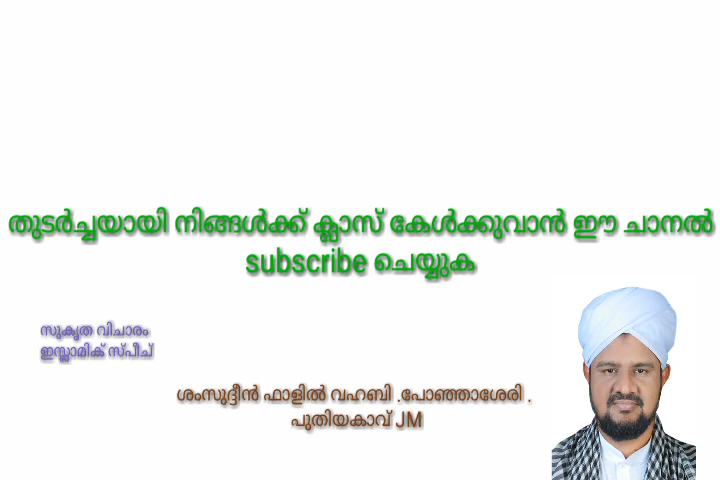 തുടർച്ചയായി നിങ്ങൾക്ക് ക്ലാസ് കേൾക്കുവാൻ ഈ ചാനൽ
subscribe ചെയ്യുക
സുകൃത വിചാരം
ഇസ്ലാമിക് സ്പീച്
ശംസുദ്ദീൻ ഫാളിൽ വഹബി .പോഞ്ഞാശേരി .
പുതിയകാവ് JM